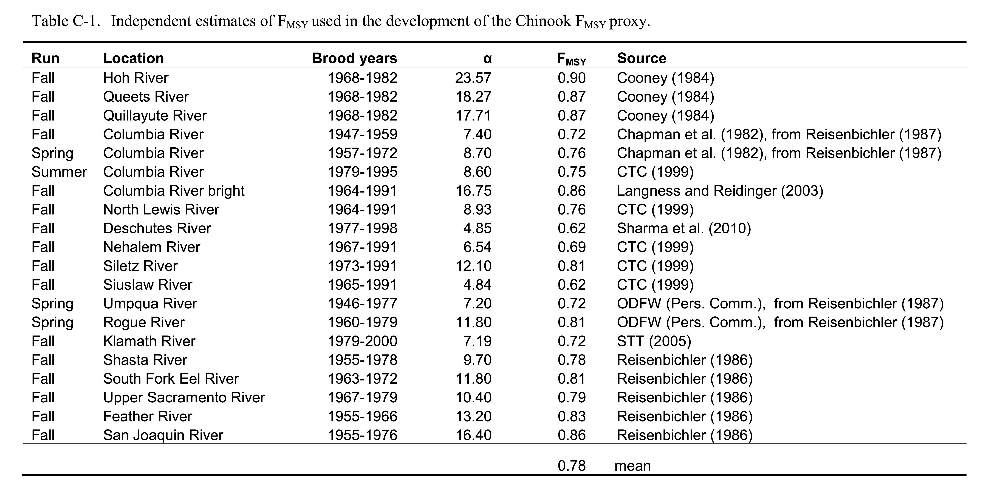 Table C-1. Independent estimates of FMSY used in the development of the Chinook FMSY proxy.
Run Location Brood years α FMSY Source
Fall Hoh River 1968-1982 23.57 0.90 Cooney (1984)
Fall Queets River 1968-1982 18.27 0.87 Cooney (1984)
Fall Quillayute River 1968-1982 17.71 0.87 Cooney (1984)
Fall Columbia River 1947-1959 7.40 0.72 Chapman et al. (1982), from Reisenbichler (1987)
Spring Columbia River 1957-1972 8.70 0.76 Chapman et al. (1982), from Reisenbichler (1987)
Summer Columbia River 1979-1995 8.60 0.75 CTC (1999)
Fall Columbia River bright 1964-1991 16.75 0.86 Langness and Reidinger (2003)
Fall North Lewis River 1964-1991 8.93 0.76 CTC (1999)
Fall Deschutes River 1977-1998 4.85 0.62 Sharma et al. (2010)
Fall Nehalem River 1967-1991 6.54 0.69 CTC (1999)
Fall Siletz River 1973-1991 12.10 0.81 CTC (1999)
Fall Siuslaw River 1965-1991 4.84 0.62 CTC (1999)
Spring Umpqua River 1946-1977 7.20 0.72 ODFW (Pers. Comm.), from Reisenbichler (1987)
Spring Rogue River 1960-1979 11.80 0.81 ODFW (Pers. Comm.), from Reisenbichler (1987)
Fall Klamath River 1979-2000 7.19 0.72 STT (2005)
Fall Shasta River 1955-1978 9.70 0.78 Reisenbichler (1986)
Fall South Fork Eel River 1963-1972 11.80 0.81 Reisenbichler (1986)
Fall Upper Sacramento River 1967-1979 10.40 0.79 Reisenbichler (1986)
Fall Feather River 1955-1966 13.20 0.83 Reisenbichler (1986)
Fall San Joaquin River 1955-1976 16.40 0.86 Reisenbichler (1986)
0.78 mean